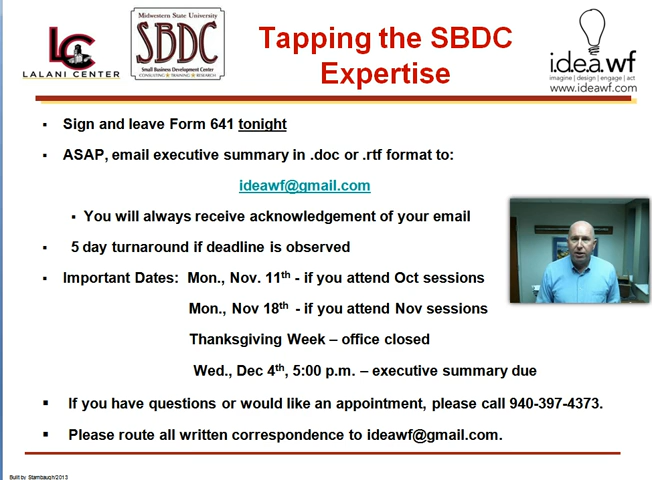 LC
LALANI CENTER
Midwestern State University
SBDC
Small Business Development Center
CONSULTING ★ TRAINING ★ RESEARCH
Tapping the SBDC
Expertise
i.d.e.a.wf
imagine | design | engage | act
www.ideawf.com
▪ Sign and leave Form 641 tonight
▪ ASAP, email executive summary in .doc or .rtf format to:
ideawf@gmail.com
▪ You will always receive acknowledgement of your email
▪ 5 day turnaround if deadline is observed
▪ Important Dates: Mon., Nov. 11th - if you attend Oct sessions
Mon., Nov 18th - if you attend Nov sessions
Thanksgiving Week – office closed
Wed., Dec 4th, 5:00 p.m. – executive summary due
▪ If you have questions or would like an appointment, please call 940-397-4373.
▪ Please route all written correspondence to ideawf@gmail.com.
Built by Stambaugh/2013